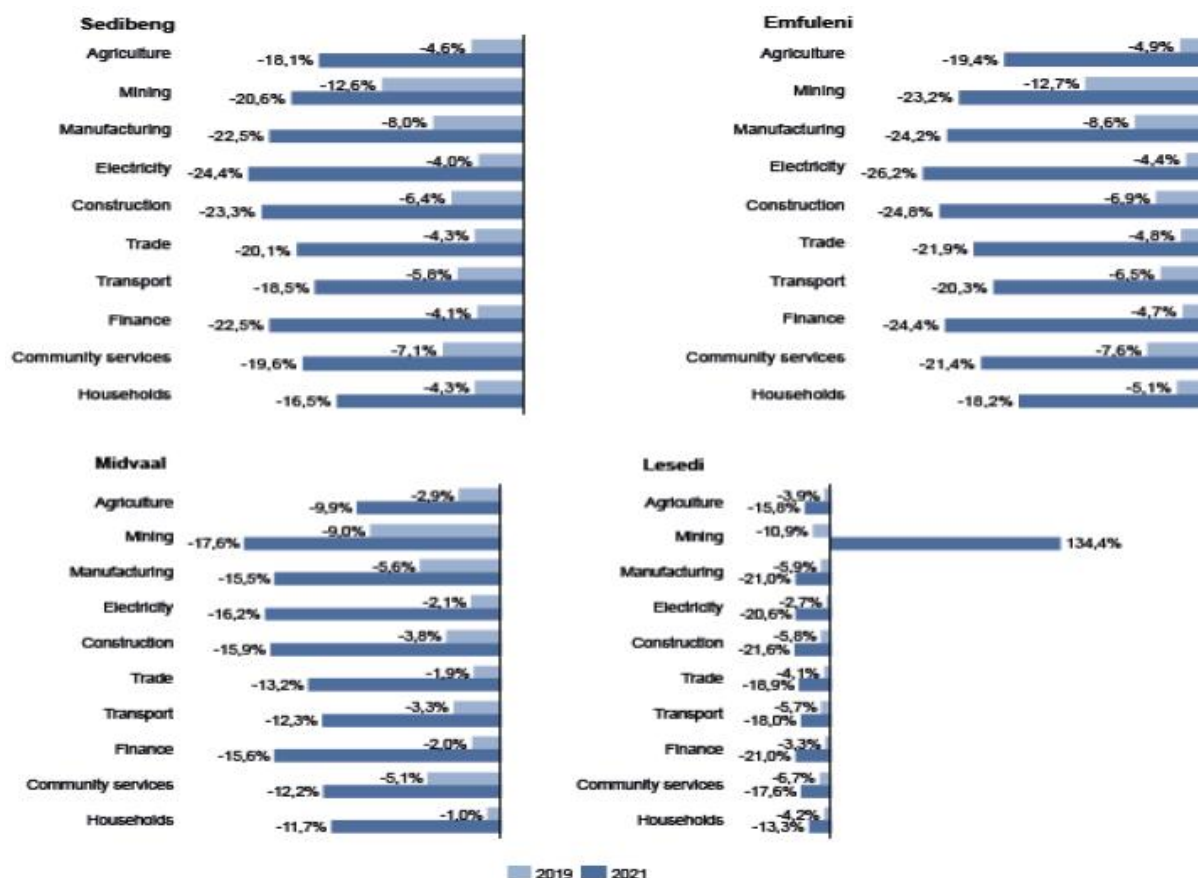 Sedibeng
Agriculture -4,6% -18,1%
Mining -12,6% -20,6%
Manufacturing -8,0% -22,5%
Electricity -4,0% -24,4%
Construction -6,4% -23,3%
Trade -4,3% -20,1%
Transport -5,8% -18,5%
Finance -4,1% -22,5%
Community services -7,1% -19,6%
Households -4,3% -16,5%
Emfuleni
Agriculture -4,9% -19,4%
Mining -12,7% -23,2%
Manufacturing -8,6% -24,2%
Electricity -4,4% -26,2%
Construction -6,9% -24,8%
Trade -4,8% -21,9%
Transport -6,5% -20,3%
Finance -4,7% -24,4%
Community services -7,6% -21,4%
Households -5,1% -18,2%
Midvaal
Agriculture -2,9% -9,9%
Mining -9,0% -17,6%
Manufacturing -5,6% -15,5%
Electricity -2,1% -16,2%
Construction -3,8% -15,9%
Trade -1,9% -13,2%
Transport -3,3% -12,3%
Finance -2,0% -15,6%
Community services -5,1% -12,2%
Households -1,0% -11,7%
Lesedi
Agriculture -3,9% -15,8%
Mining -10,9% 134,4%
Manufacturing -5,9% -21,0%
Electricity -2,7% -20,6%
Construction -5,8% -21,6%
Trade -4,1% -18,9%
Transport -5,7% -18,0%
Finance -3,3% -21,0%
Community services -6,7% -17,6%
Households -4,2% -13,3%
2019 2021